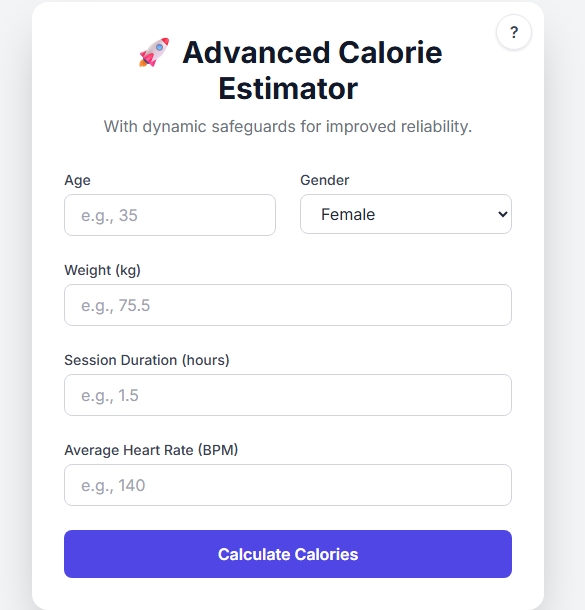 ?
🚀 Advanced Calorie
Estimator
With dynamic safeguards for improved reliability.
Age
Gender
e.g., 35
Female
Weight (kg)
e.g., 75.5
Session Duration (hours)
e.g., 1.5
Average Heart Rate (BPM)
e.g., 140
Calculate Calories